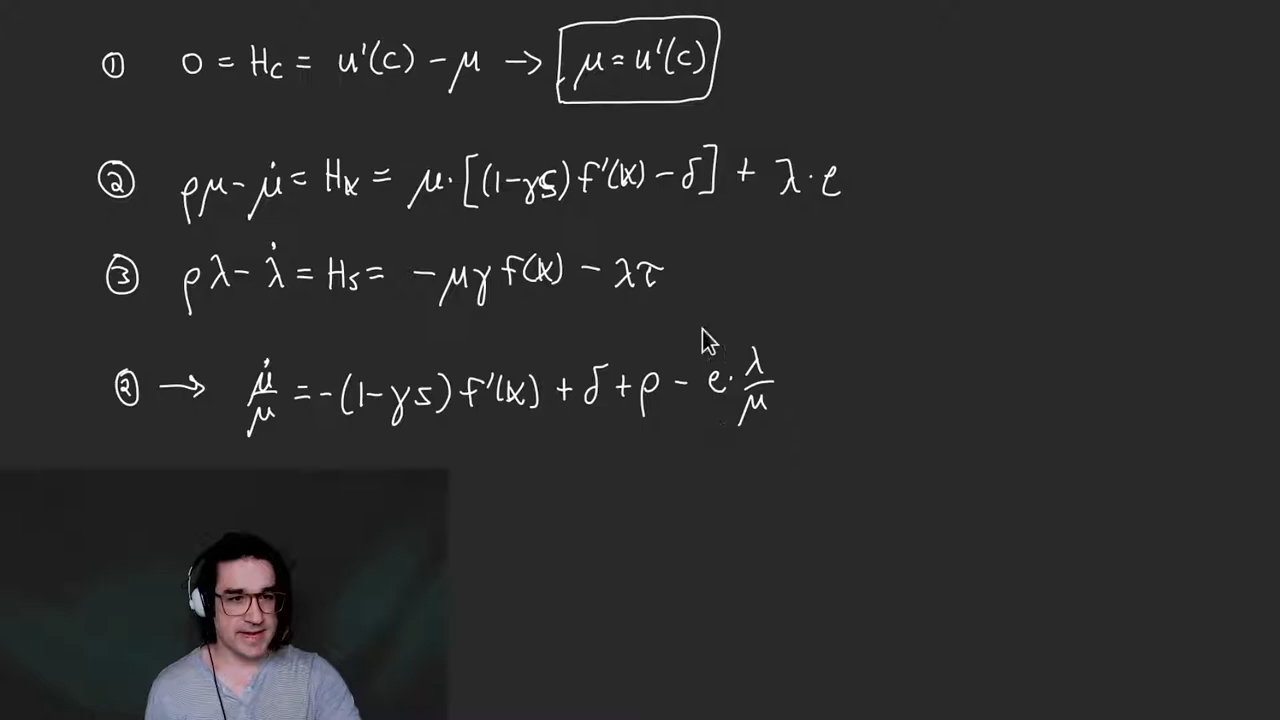 ① 0 = H_c = u'(c) − μ → μ = u'(c)
② ρμ − μ̇ = H_k = μ · [(1−γs) f'(k) − δ] + λ · e
③ ρλ − λ̇ = H_s = −μγ f(k) − λτ
② → μ̇/μ = −(1−γs) f'(k) + δ + ρ − e · λ/μ